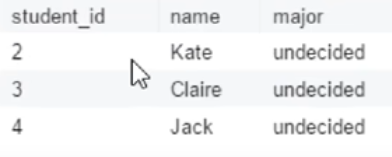 student_id name major
2 Kate undecided
3 Claire undecided
4 Jack undecided